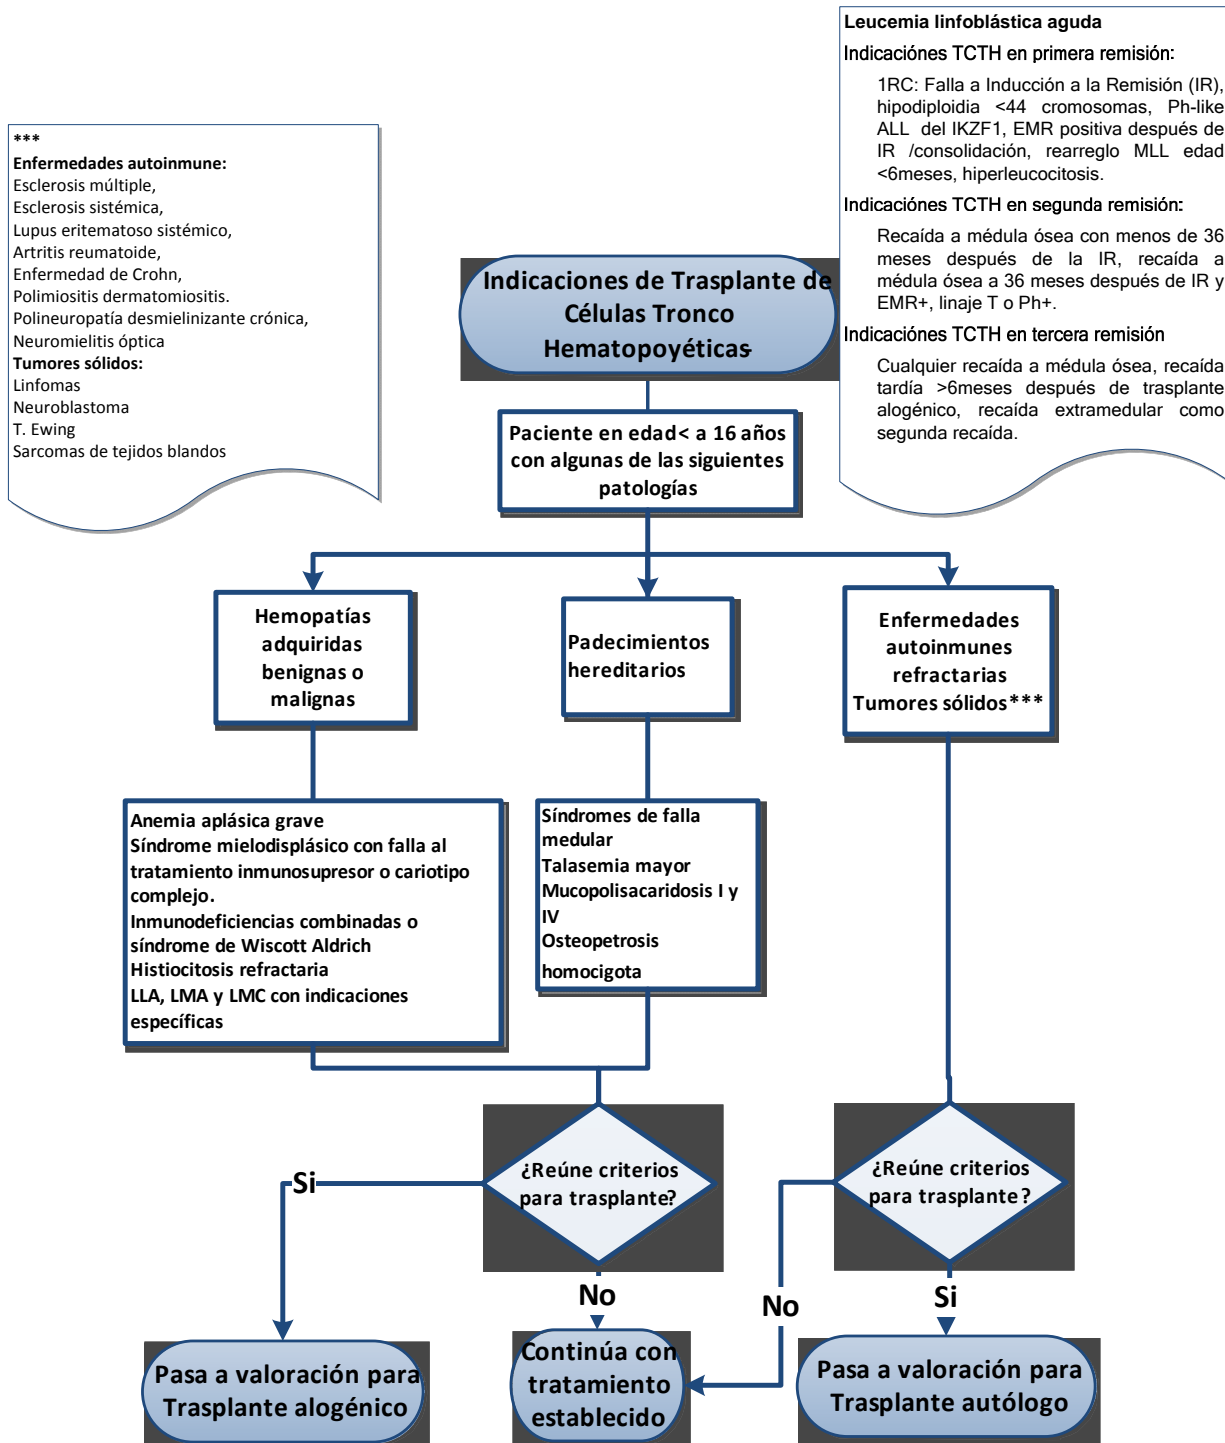 Leucemia linfoblástica aguda
Indicaciónes TCTH en primera remisión:
1RC: Falla a Inducción a la Remisión (IR),
hipodiploidia <44 cromosomas, Ph-like
ALL del IKZF1, EMR positiva después de
IR /consolidación, rearreglo MLL edad
<6meses, hiperleucocitosis.
Indicaciónes TCTH en segunda remisión:
Recaída a médula ósea con menos de 36
meses después de la IR, recaída a
médula ósea a 36 meses después de IR y
EMR+, linaje T o Ph+.
Indicaciónes TCTH en tercera remisión
Cualquier recaída a médula ósea, recaída
tardía >6meses después de trasplante
alogénico, recaída extramedular como
segunda recaída.
***
Enfermedades autoinmune:
Esclerosis múltiple,
Esclerosis sistémica,
Lupus eritematoso sistémico,
Artritis reumatoide,
Enfermedad de Crohn,
Polimiositis dermatomiositis.
Polineuropatía desmielinizante crónica,
Neuromielitis óptica
Tumores sólidos:
Linfomas
Neuroblastoma
T. Ewing
Sarcomas de tejidos blandos
Indicaciones de Trasplante de
Células Tronco
Hematopoyéticas-
Paciente en edad< a 16 años
con algunas de las siguientes
patologías
Hemopatías
adquiridas
benignas o
malignas
Padecimientos
hereditarios
Enfermedades
autoinmunes
refractarias
Tumores sólidos***
Anemia aplásica grave
Síndrome mielodisplásico con falla al
tratamiento inmunosupresor o cariotipo
complejo.
Inmunodeficiencias combinadas o
síndrome de Wiscott Aldrich
Histiocitosis refractaria
LLA, LMA y LMC con indicaciones
específicas
Síndromes de falla
medular
Talasemia mayor
Mucopolisacaridosis I y
IV
Osteopetrosis
homocigota
¿Reúne criterios
para trasplante?
¿Reúne criterios
para trasplante?
Si
No
No
Si
Pasa a valoración para
Trasplante alogénico
Continúa con
tratamiento
establecido
Pasa a valoración para
Trasplante autólogo